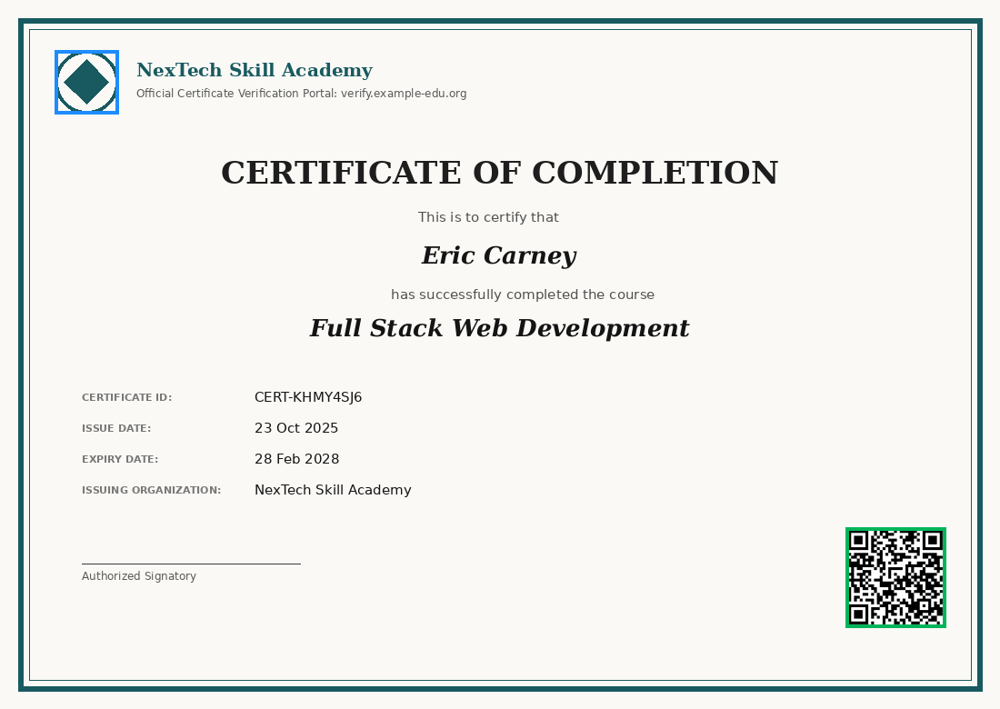 NexTech Skill Academy
Official Certificate Verification Portal: verify.example-edu.org
CERTIFICATE OF COMPLETION
This is to certify that
Eric Carney
has successfully completed the course
Full Stack Web Development
CERTIFICATE ID: CERT-KHMY4SJ6
ISSUE DATE: 23 Oct 2025
EXPIRY DATE: 28 Feb 2028
ISSUING ORGANIZATION: NexTech Skill Academy
Authorized Signatory